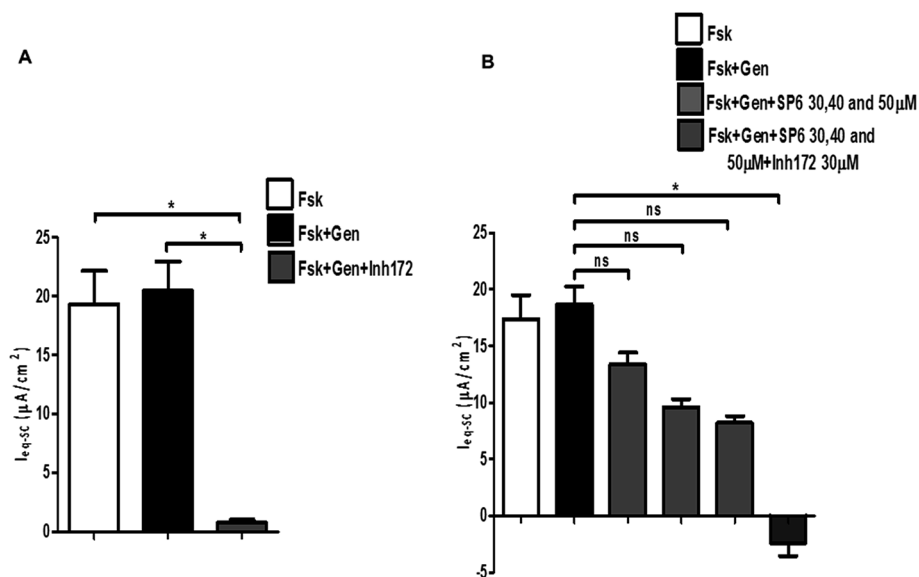 A
Fsk
Fsk+Gen
Fsk+Gen+Inh172
*
*
25
20
15
10
5
0
Ieq-SC (μA/cm2)
B
Fsk
Fsk+Gen
Fsk+Gen+SP6 30,40 and 50μM
Fsk+Gen+SP6 30,40 and
50μM+Inh172 30μM
*
ns
ns
ns
25
20
15
10
5
0
-5
Ieq-SC (μA/cm2)